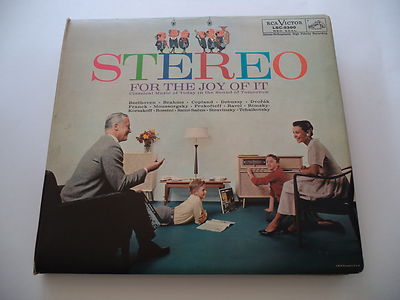 RCA VICTOR
LSC-6300
STEREO
FOR THE JOY OF IT
Classical Music of Today in the Sound of Tomorrow
Beethoven • Brahms • Copland • Debussy • Dvořák
Franck • Moussorgsky • Prokofieff • Ravel • Rimsky-
Korsakoff • Rossini • Saint-Saëns • Stravinsky • Tchaikovsky